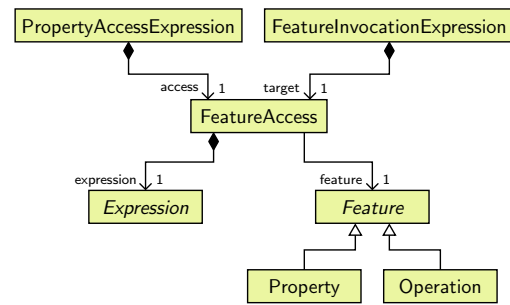 PropertyAccessExpression FeatureInvocationExpression
access 1 target 1
FeatureAccess
expression 1 feature 1
Expression Feature
Property Operation